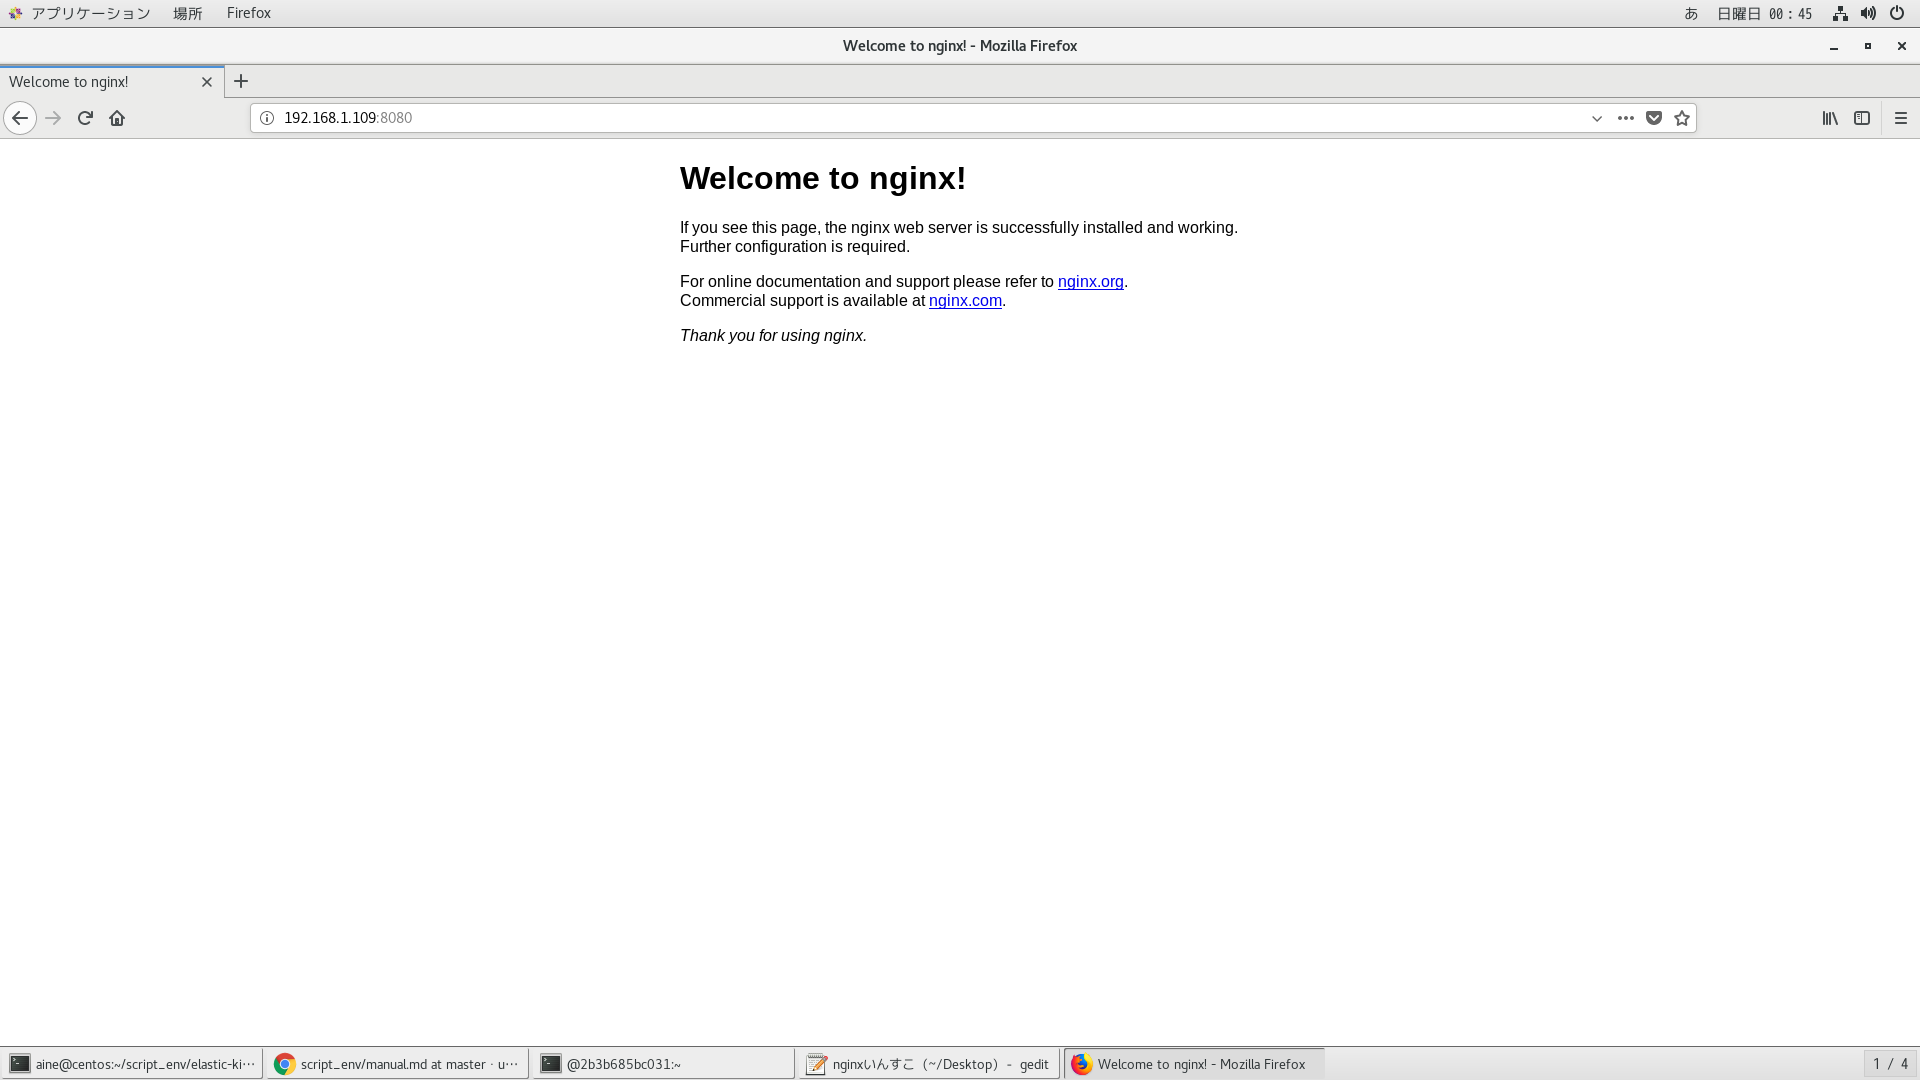 アプリケーション 場所 Firefox あ 日曜日 00：45
Welcome to nginx! - Mozilla Firefox
Welcome to nginx!
192.168.1.109:8080
Welcome to nginx!
If you see this page, the nginx web server is successfully installed and working.
Further configuration is required.
For online documentation and support please refer to nginx.org.
Commercial support is available at nginx.com.
Thank you for using nginx.
aine@centos:~/script_env/elastic-ki… script_env/manual.md at master · u… @2b3b685bc031:~ nginxいんすこ（~/Desktop） - gedit Welcome to nginx! - Mozilla Firefox 1 / 4